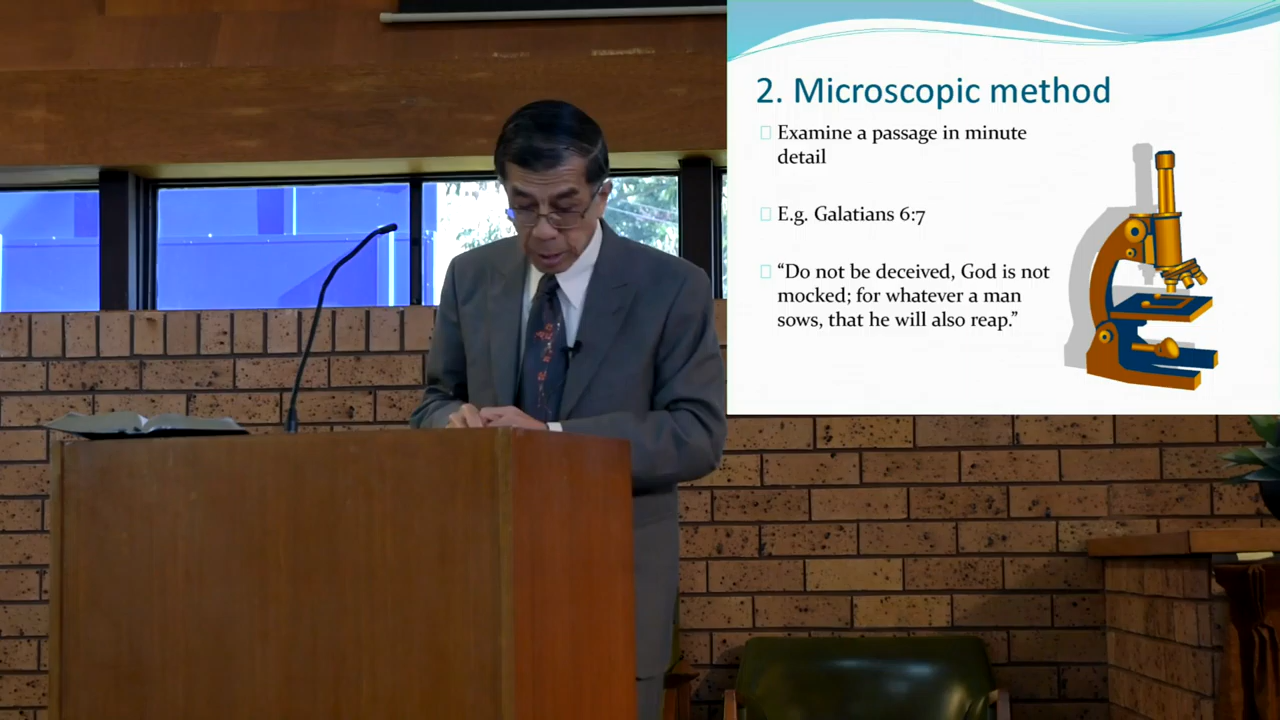 2. Microscopic method
Examine a passage in minute
detail
E.g. Galatians 6:7
“Do not be deceived, God is not
mocked; for whatever a man
sows, that he will also reap.”